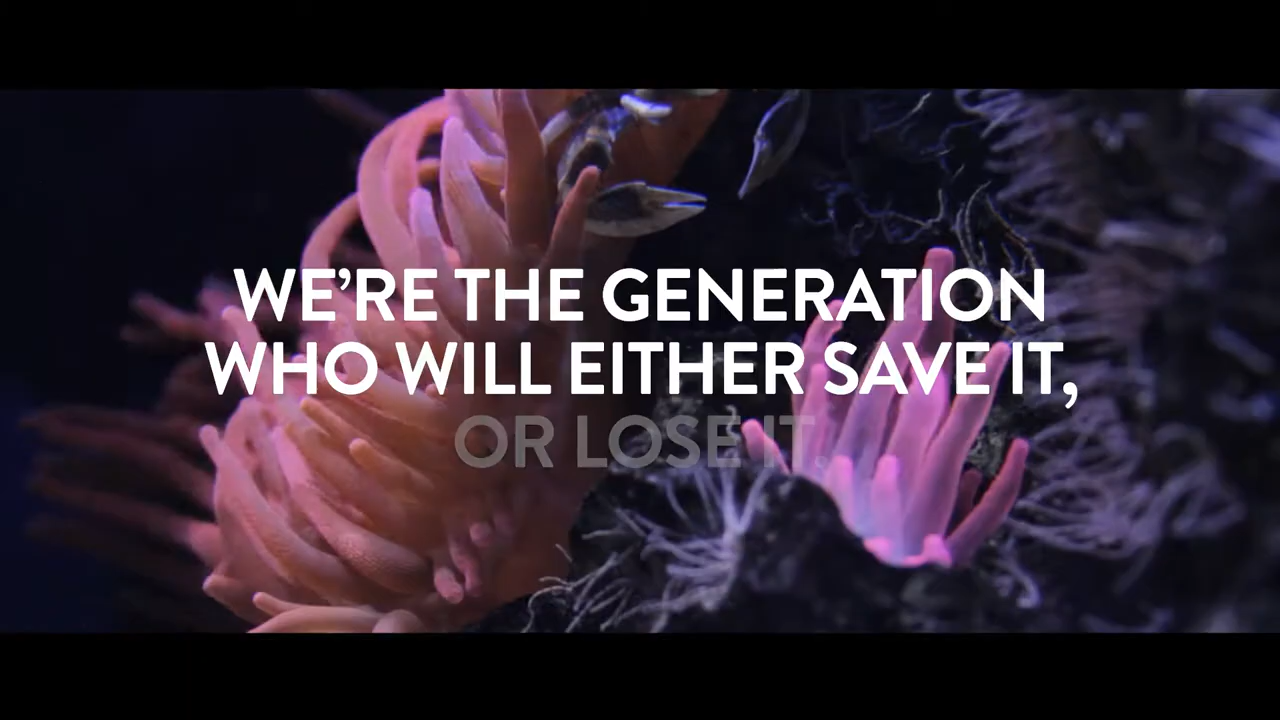 WE’RE THE GENERATION
WHO WILL EITHER SAVE IT,
OR LOSE IT.